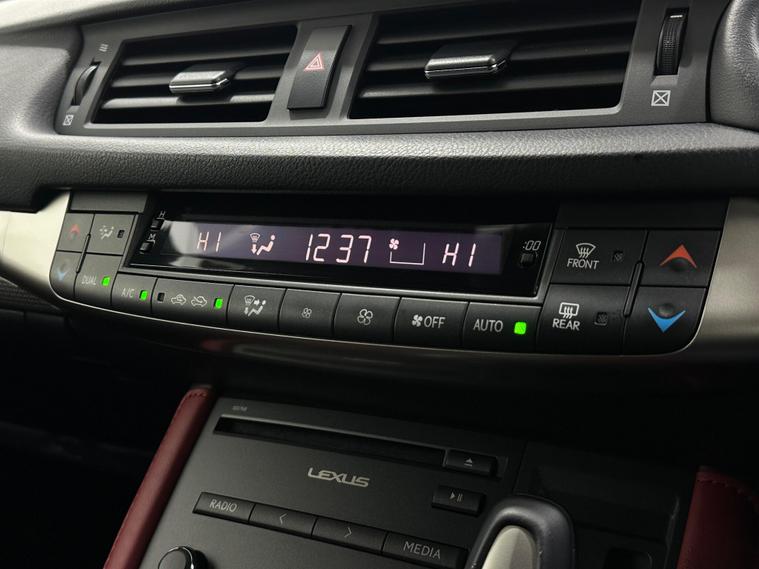 H
M
HI 1237 HI
:00
FRONT
DUAL
A/C
OFF
AUTO
REAR
LEXUS
RADIO
MEDIA